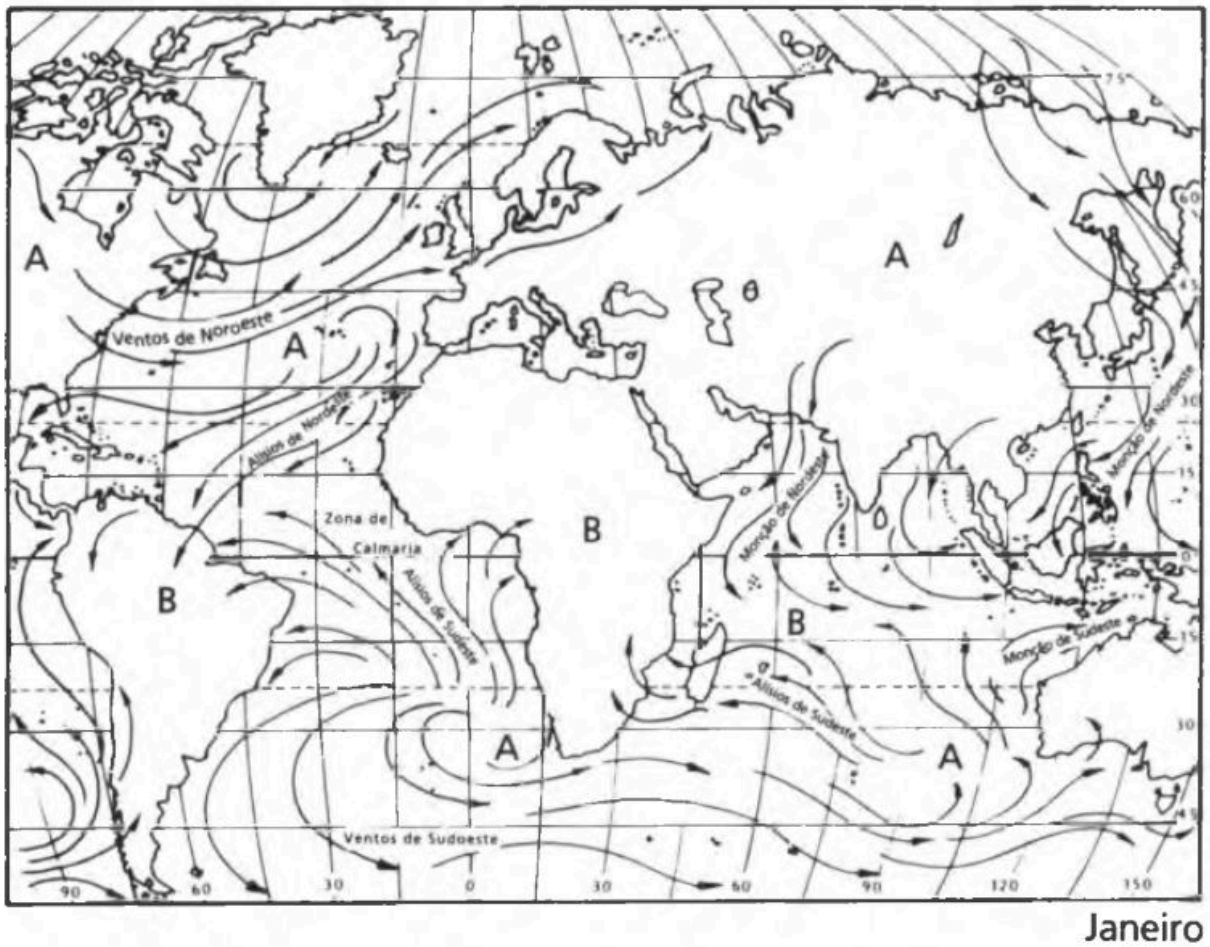 75
60
A
A
45
Ventos de Noroeste
A
30
Alísios de Nordeste
Monção de Nordeste
Monção de Nordeste
15
Zona de
Calmaria
B
0
B
Alísios de Sudeste
B
15
Monção de Sudeste
Alísios de Sudeste
30
A
A
45
Ventos de Sudoeste
90
60
30
0
30
60
90
120
150
Janeiro